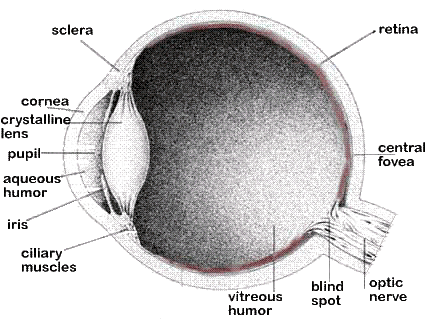 sclera
retina
cornea
crystalline
lens
pupil
aqueous
humor
iris
ciliary
muscles
central
fovea
vitreous
humor
blind
spot
optic
nerve